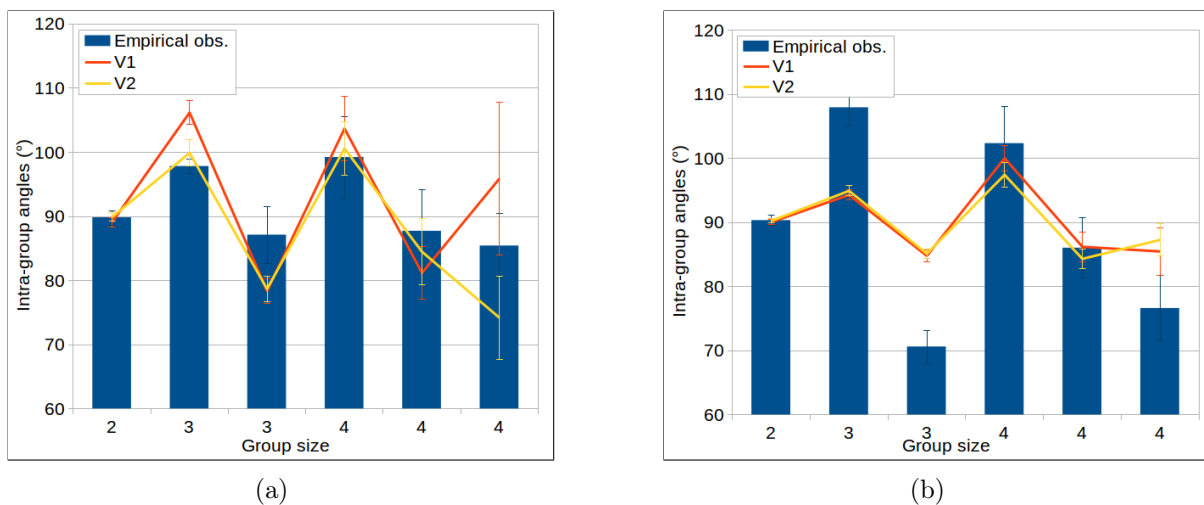 120
110
100
90
80
70
60
Intra-group angles (°)
Empirical obs.
V1
V2
2 3 3 4 4 4
Group size
(a)
120
110
100
90
80
70
60
Intra-group angles (°)
Empirical obs.
V1
V2
2 3 3 4 4 4
Group size
(b)